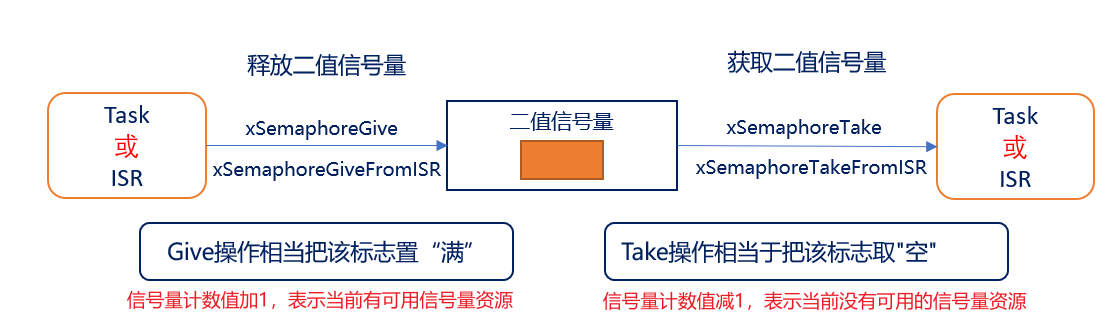 释放二值信号量
获取二值信号量
Task
或
ISR
xSemaphoreGive
xSemaphoreGiveFromISR
二值信号量
xSemaphoreTake
xSemaphoreTakeFromISR
Task
或
ISR
Give操作相当把该标志置“满”
Take操作相当于把该标志取"空"
信号量计数值加1，表示当前有可用信号量资源
信号量计数值减1，表示当前没有可用的信号量资源